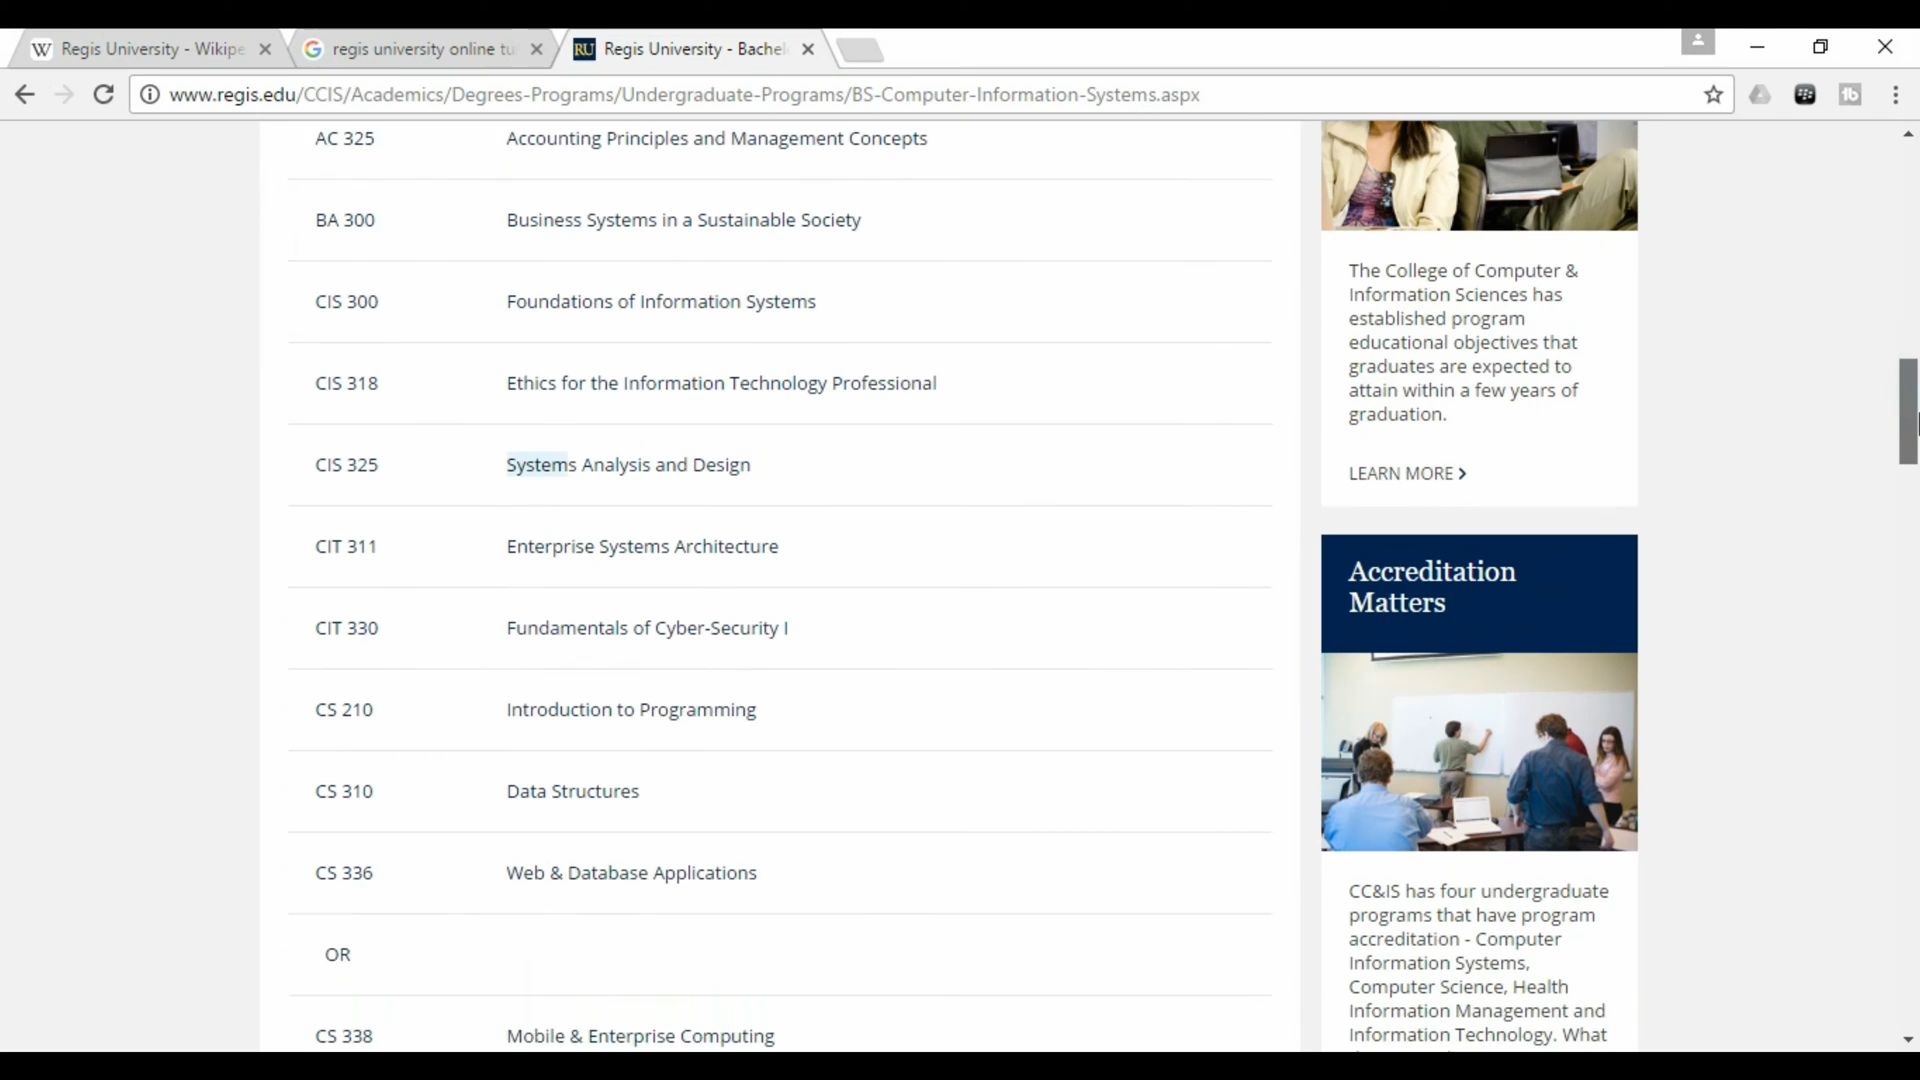 Regis University - Wikipe
regis university online tu
RU
Regis University - Bachel
www.regis.edu/CCIS/Academics/Degrees-Programs/Undergraduate-Programs/BS-Computer-Information-Systems.aspx
AC 325 Accounting Principles and Management Concepts
BA 300 Business Systems in a Sustainable Society
CIS 300 Foundations of Information Systems
CIS 318 Ethics for the Information Technology Professional
CIS 325 Systems Analysis and Design
CIT 311 Enterprise Systems Architecture
CIT 330 Fundamentals of Cyber-Security I
CS 210 Introduction to Programming
CS 310 Data Structures
CS 336 Web & Database Applications
OR
CS 338 Mobile & Enterprise Computing
The College of Computer &
Information Sciences has
established program
educational objectives that
graduates are expected to
attain within a few years of
graduation.
LEARN MORE >
Accreditation
Matters
CC&IS has four undergraduate
programs that have program
accreditation - Computer
Information Systems,
Computer Science, Health
Information Management and
Information Technology. What